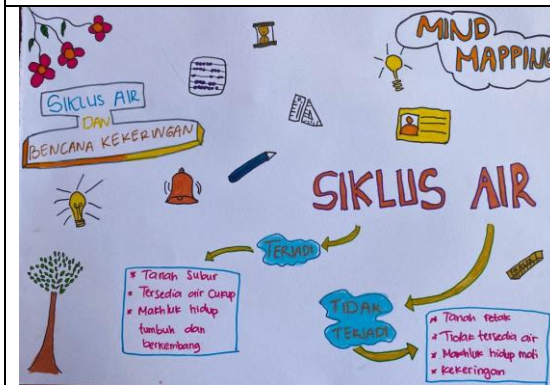 MIND
MAPPING
SIKLUS AIR
DAN
BENCANA KEKERINGAN
SIKLUS AIR
TERJADI
* Tanah Subur
* Tersedia air Cukup
* Makhluk hidup
tumbuh dan
berkembang
TIDAK
TERJADI
* Tanah retak
* Tidak tersedia air
* Makhluk hidup mati
* Kekeringan